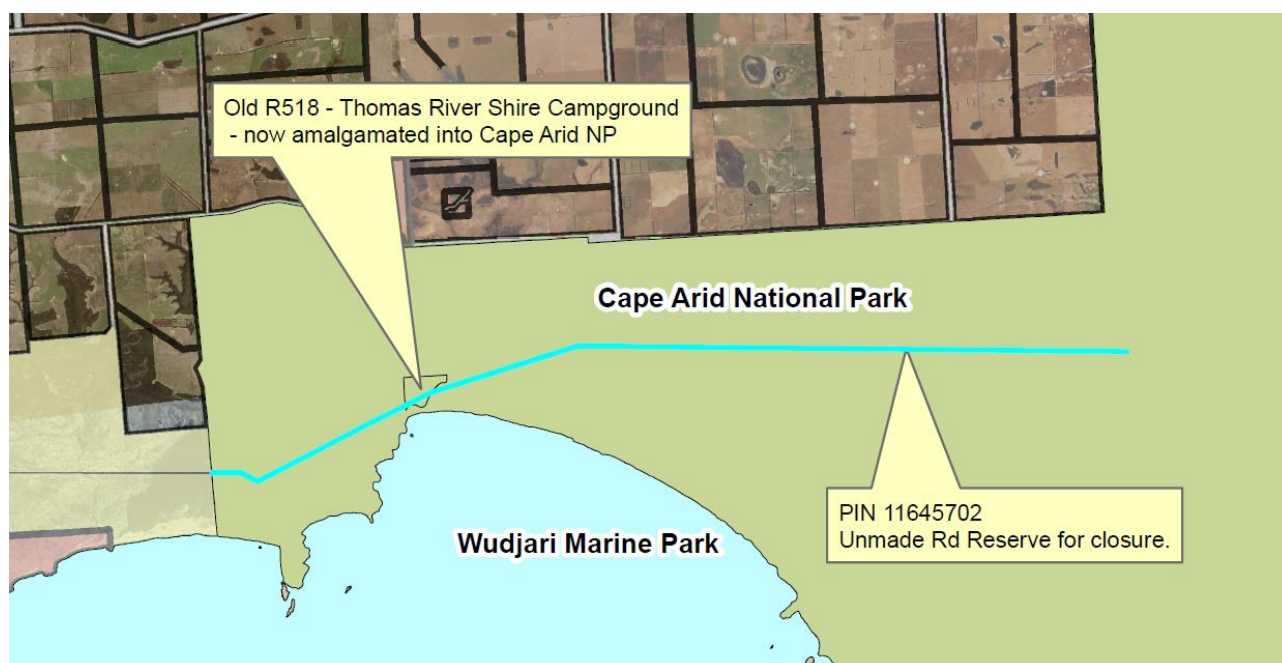 Old R518 - Thomas River Shire Campground
- now amalgamated into Cape Arid NP
Cape Arid National Park
PIN 11645702
Unmade Rd Reserve for closure.
Wudjari Marine Park